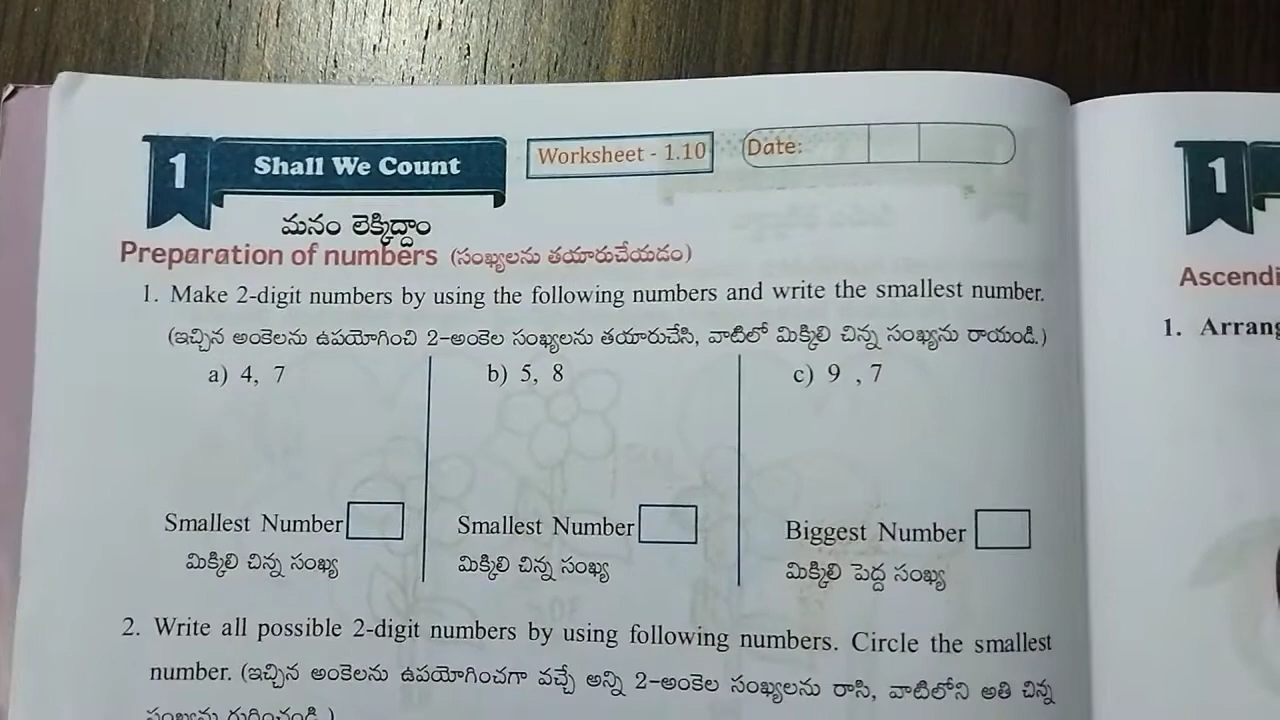 1 Shall We Count
Worksheet - 1.10
Date:
మనం లెక్కిద్దాం
Preparation of numbers (సంఖ్యలను తయారుచేయడం)
1. Make 2-digit numbers by using the following numbers and write the smallest number.
(ఇచ్చిన అంకెలను ఉపయోగించి 2-అంకెల సంఖ్యలను తయారుచేసి, వాటిలో మిక్కిలి చిన్న సంఖ్యను రాయండి.)
a) 4, 7
b) 5, 8
c) 9 , 7
Smallest Number
మిక్కిలి చిన్న సంఖ్య
Smallest Number
మిక్కిలి చిన్న సంఖ్య
Biggest Number
మిక్కిలి పెద్ద సంఖ్య
2. Write all possible 2-digit numbers by using following numbers. Circle the smallest
number. (ఇచ్చిన అంకెలను ఉపయోగించగా వచ్చే అన్ని 2-అంకెల సంఖ్యలను రాసి, వాటిలోని అతి చిన్న
1
Ascendi
1. Arrang